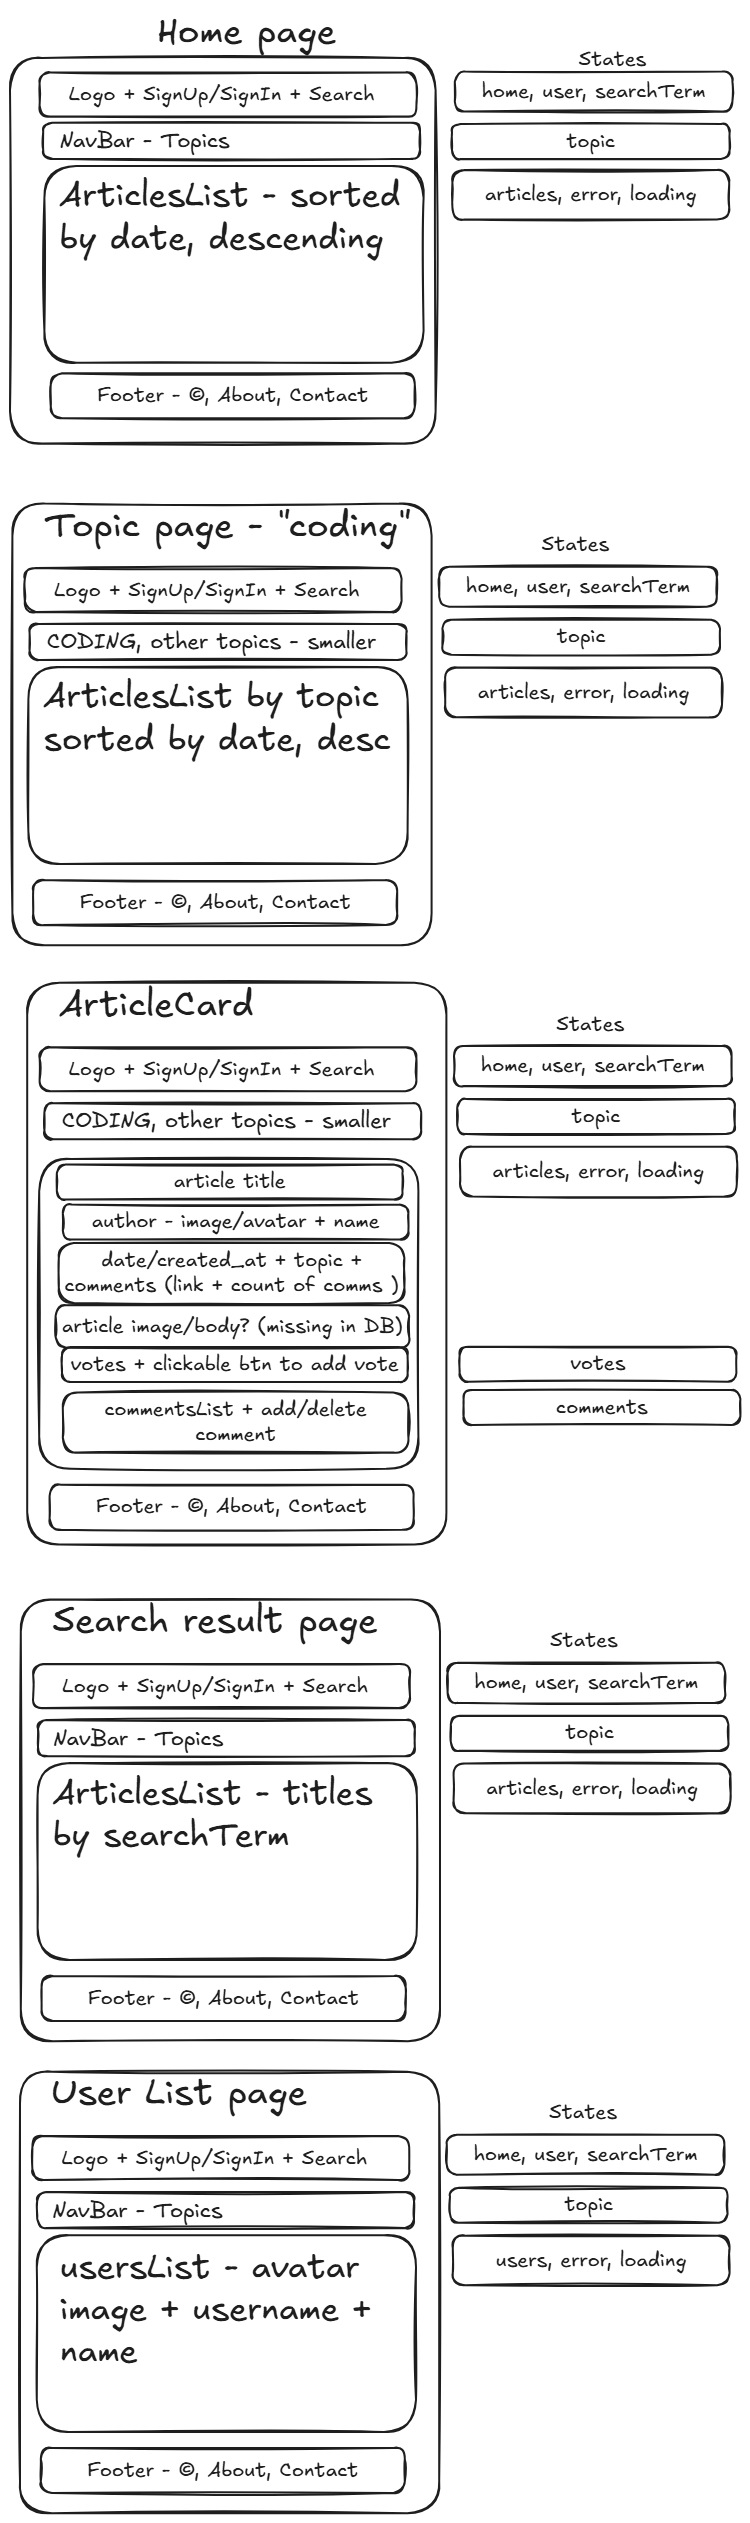 Home page
States
Logo + SignUp/SignIn + Search
home, user, searchTerm
NavBar - Topics
topic
ArticlesList - sorted
by date, descending
articles, error, loading
Footer - ©, About, Contact
Topic page - "coding"
States
Logo + SignUp/SignIn + Search
home, user, searchTerm
CODING, other topics - smaller
topic
ArticlesList by topic
sorted by date, desc
articles, error, loading
Footer - ©, About, Contact
ArticleCard
States
Logo + SignUp/SignIn + Search
home, user, searchTerm
CODING, other topics - smaller
topic
articles, error, loading
article title
author - image/avatar + name
date/created_at + topic +
comments (link + count of comms )
article image/body? (missing in DB)
votes + clickable btn to add vote
votes
commentsList + add/delete
comment
comments
Footer - ©, About, Contact
Search result page
States
Logo + SignUp/SignIn + Search
home, user, searchTerm
NavBar - Topics
topic
ArticlesList - titles
by searchTerm
articles, error, loading
Footer - ©, About, Contact
User List page
States
Logo + SignUp/SignIn + Search
home, user, searchTerm
NavBar - Topics
topic
usersList - avatar
image + username +
name
users, error, loading
Footer - ©, About, Contact